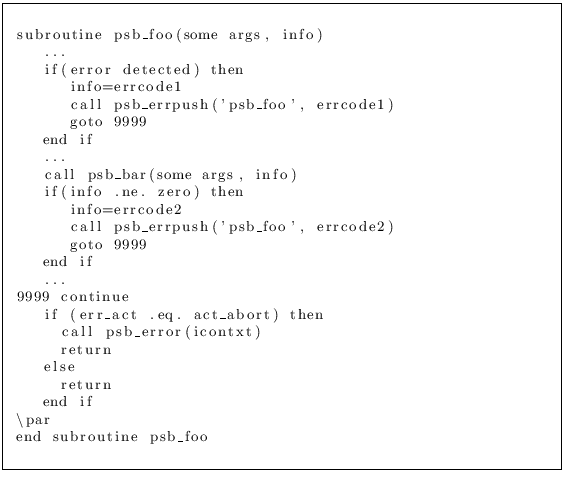 subroutine psb_foo(some args, info)
...
if(error detected) then
info=errcode1
call psb_errpush('psb_foo', errcode1)
goto 9999
end if
...
call psb_bar(some args, info)
if(info .ne. zero) then
info=errcode2
call psb_errpush('psb_foo', errcode2)
goto 9999
end if
...
9999 continue
if (err_act .eq. act_abort) then
call psb_error(icontxt)
return
else
return
end if
\par
end subroutine psb_foo